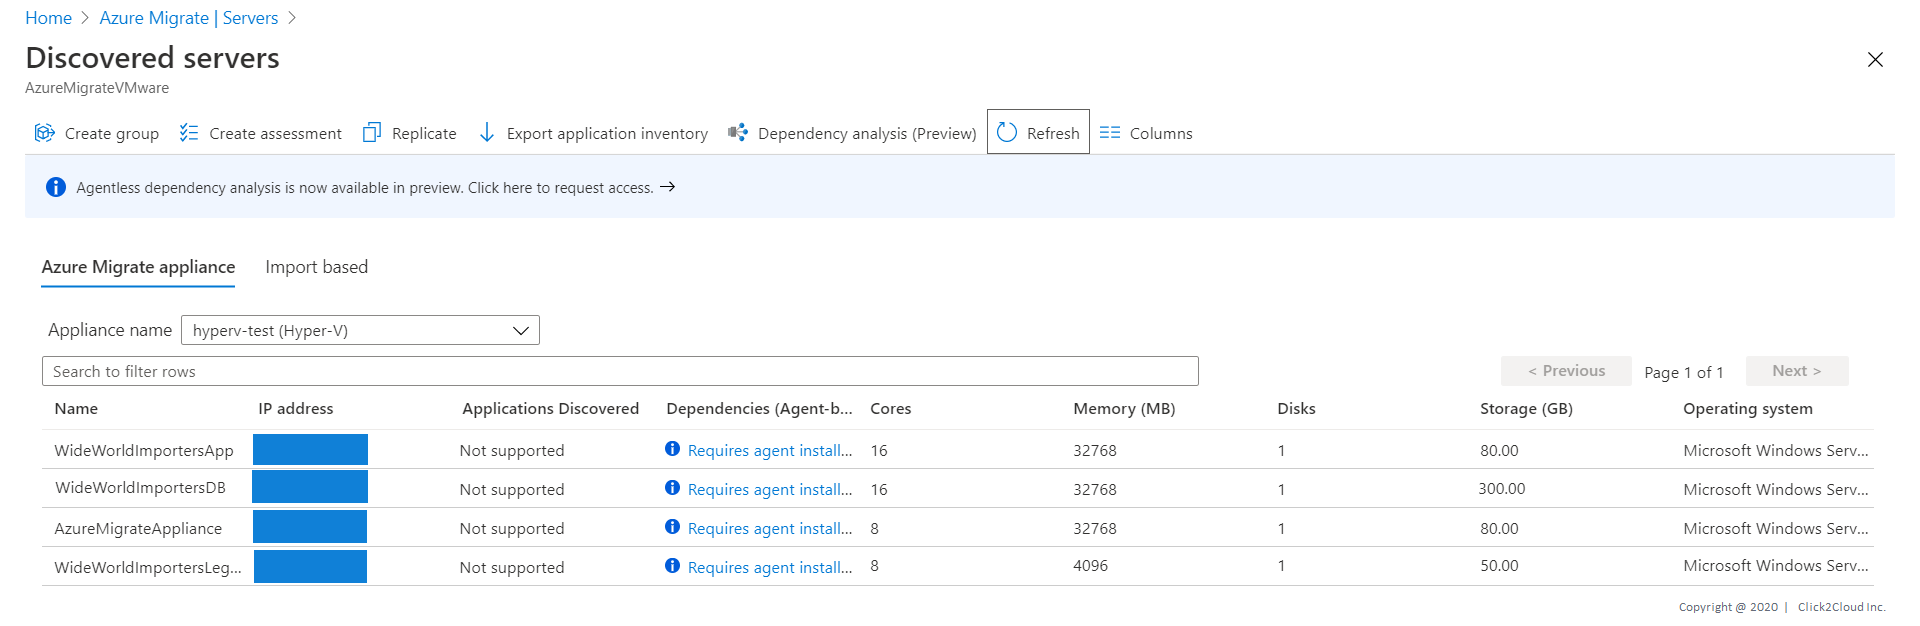 Home > Azure Migrate | Servers >
Discovered servers
AzureMigrateVMware
Create group Create assessment Replicate Export application inventory Dependency analysis (Preview) Refresh Columns
Agentless dependency analysis is now available in preview. Click here to request access. →
Azure Migrate appliance Import based
Appliance name hyperv-test (Hyper-V)
Search to filter rows < Previous Page 1 of 1 Next >
Name IP address Applications Discovered Dependencies (Agent-b... Cores Memory (MB) Disks Storage (GB) Operating system
WideWorldImportersApp Not supported Requires agent install... 16 32768 1 80.00 Microsoft Windows Serv...
WideWorldImportersDB Not supported Requires agent install... 16 32768 1 300.00 Microsoft Windows Serv...
AzureMigrateAppliance Not supported Requires agent install... 8 32768 1 80.00 Microsoft Windows Serv...
WideWorldImportersLeg... Not supported Requires agent install... 8 4096 1 50.00 Microsoft Windows Serv...
Copyright @ 2020 | Click2Cloud Inc.